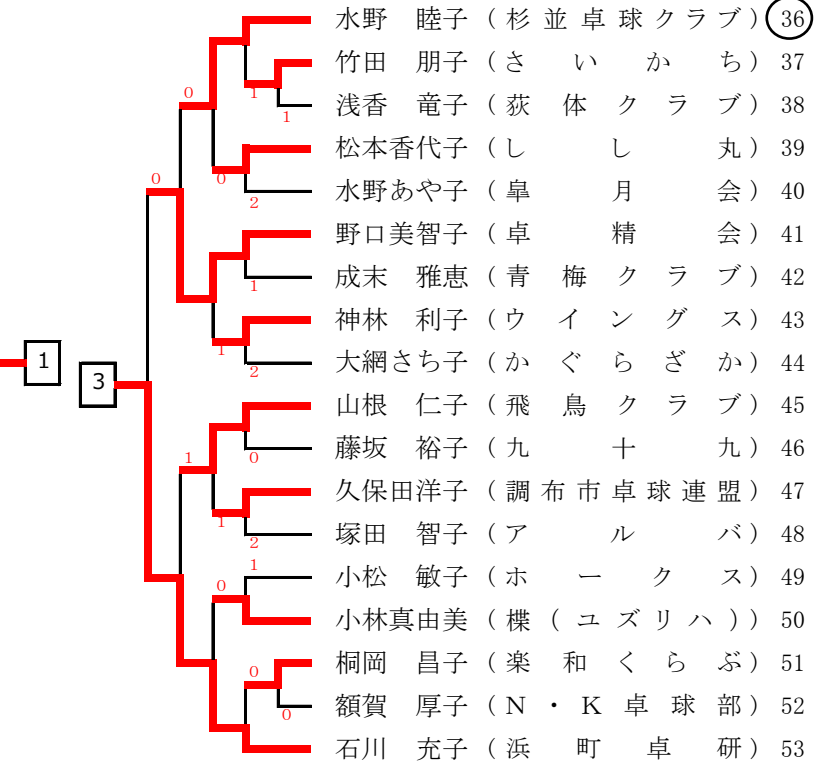 水野　睦子（杉並卓球クラブ） 36
竹田　朋子（さいかち） 37
浅香　竜子（荻体クラブ） 38
松本香代子（しし丸） 39
水野あや子（皐月会） 40
野口美智子（卓精会） 41
成末　雅恵（青梅クラブ） 42
神林　利子（ウイングス） 43
大網さち子（かぐらざか） 44
山根　仁子（飛鳥クラブ） 45
藤坂　裕子（九十九） 46
久保田洋子（調布市卓球連盟） 47
塚田　智子（アルバ） 48
小松　敏子（ホークス） 49
小林真由美（楪（ユズリハ）） 50
桐岡　昌子（楽和くらぶ） 51
額賀　厚子（Ｎ・Ｋ卓球部） 52
石川　充子（浜町卓研） 53
1
3
0
1
1
0
0
2
0
1
1
2
1
0
1
2
1
0
0
0